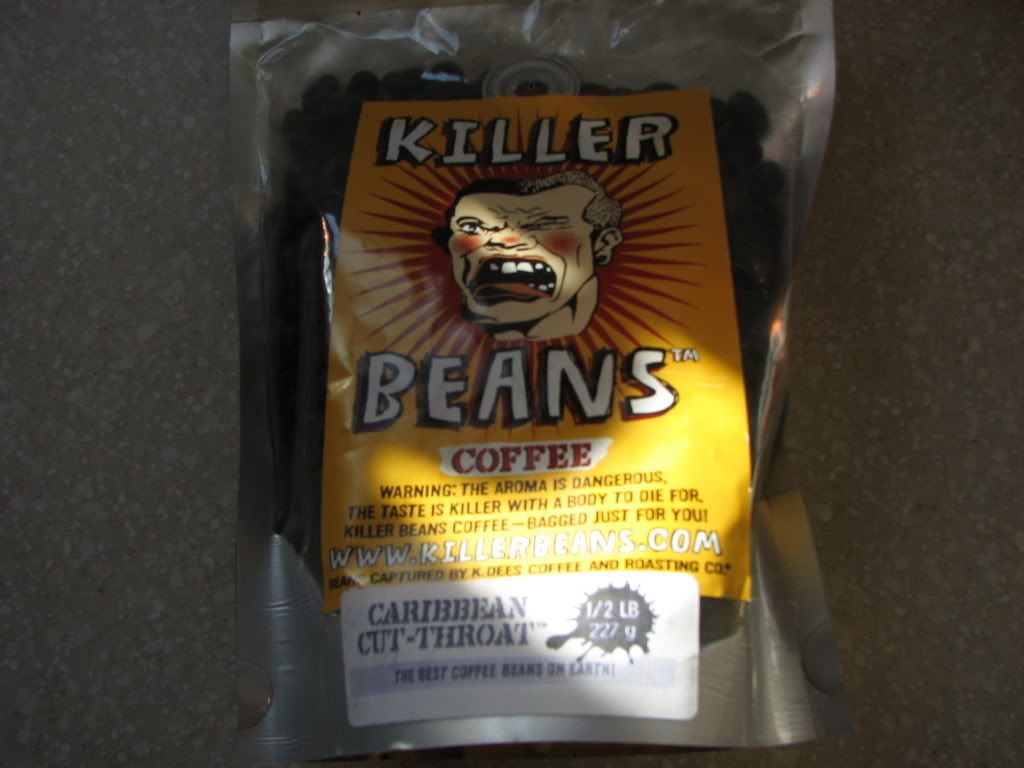 KILLER
BEANS™
COFFEE
WARNING: THE AROMA IS DANGEROUS,
THE TASTE IS KILLER WITH A BODY TO DIE FOR.
KILLER BEANS COFFEE—BAGGED JUST FOR YOU!
WWW.KILLERBEANS.COM
BEANS CAPTURED BY K.DEES COFFEE AND ROASTING CO.*
CARIBBEAN
CUT-THROAT™
1/2 LB
227 g
THE BEST COFFEE BEANS ON EARTH!